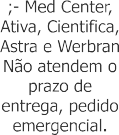 ;- Med Center,
Ativa, Cientifica,
Astra e Werbran
Não atendem o
prazo de
entrega, pedido
emergencial.